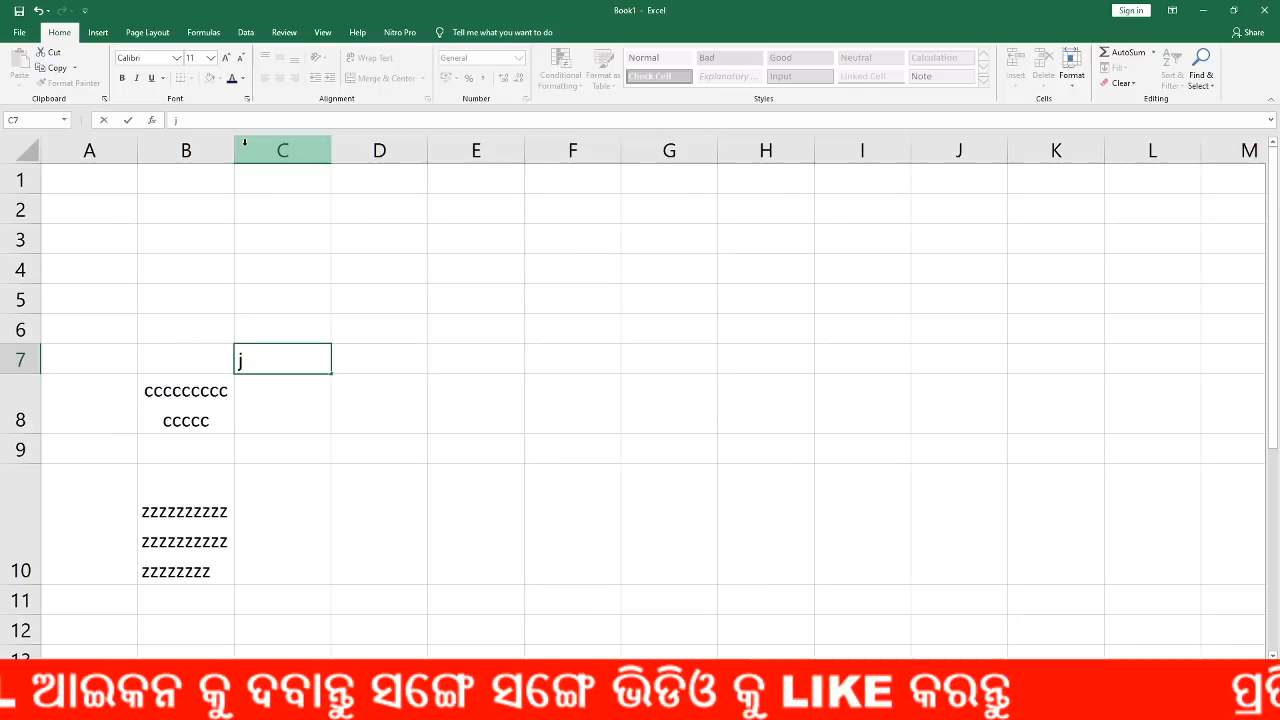 Book1 - Excel
Sign in
File Home Insert Page Layout Formulas Data Review View Help Nitro Pro Tell me what you want to do Share
Paste Cut Copy Format Painter Clipboard
Calibri 11 B I U A Font
Wrap Text Merge & Center Alignment
General % Number
Conditional Formatting Format as Table Normal Bad Good Neutral Calculation
Check Cell Explanatory ... Input Linked Cell Note Styles
Insert Delete Format Cells
AutoSum Fill Clear Sort & Filter Find & Select Editing
C7 fx j
A B C D E F G H I J K L M
1
2
3
4
5
6
7 j
8 ccccccccc
ccccc
9
10 zzzzzzzzzz
zzzzzzzzzz
zzzzzzzz
11
12
13
L ଆଇକନ କୁ ଦବାନ୍ତୁ ସଙ୍ଗେ ସଙ୍ଗେ ଭିଡିଓ କୁ LIKE କରନ୍ତୁ